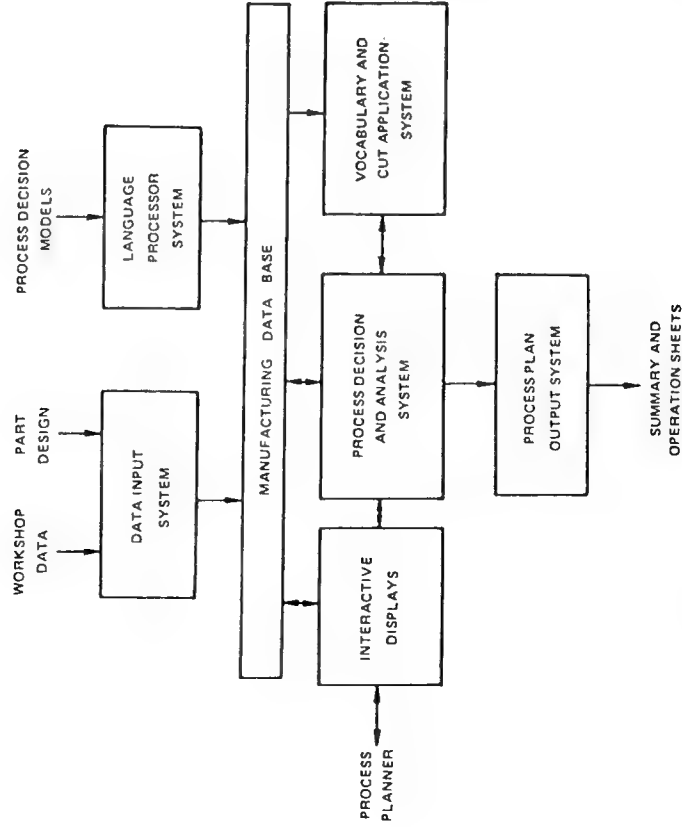 WORKSHOP
DATA
PART
DESIGN
PROCESS DECISION
MODELS
DATA INPUT
SYSTEM
LANGUAGE
PROCESSOR
SYSTEM
MANUFACTURING DATA BASE
PROCESS
PLANNER
INTERACTIVE
DISPLAYS
PROCESS DECISION
AND ANALYSIS
SYSTEM
VOCABULARY AND
CUT APPLICATION
SYSTEM
PROCESS PLAN
OUTPUT SYSTEM
SUMMARY AND
OPERATION SHEETS